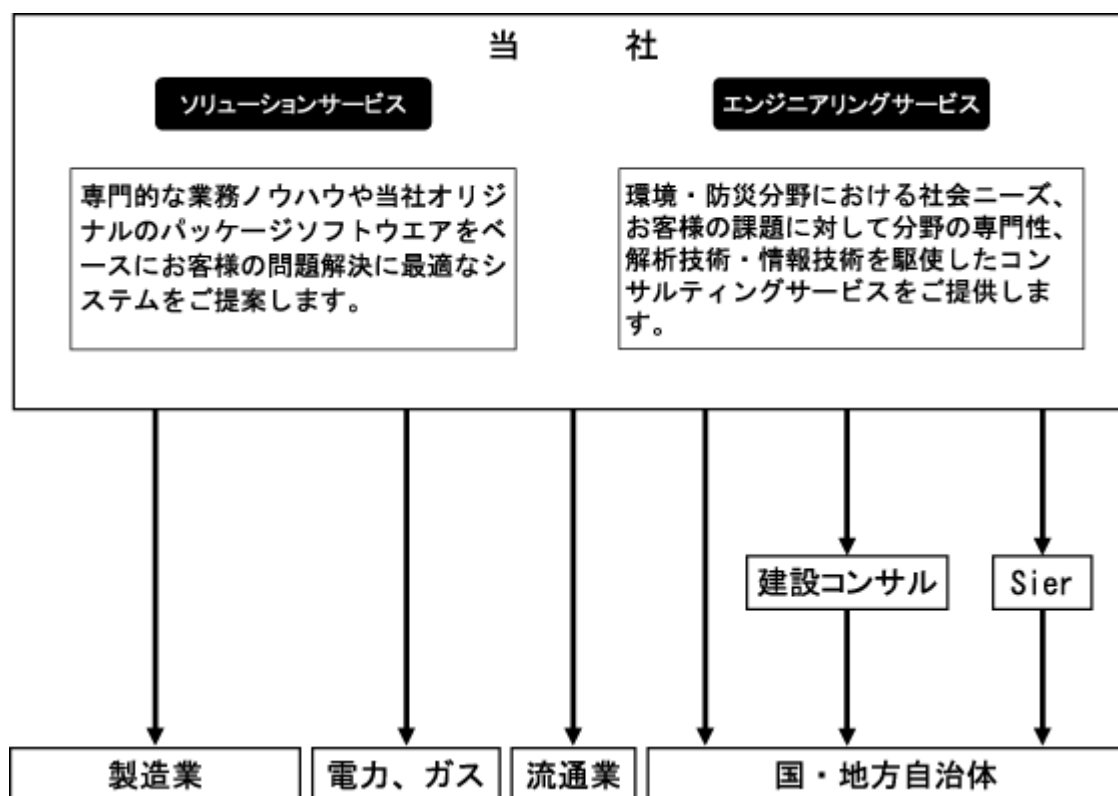 当社
ソリューションサービス
エンジニアリングサービス
専門的な業務ノウハウや当社オリジ
ナルのパッケージソフトウエアをベ
ースにお客様の問題解決に最適なシ
ステムをご提案します。
環境・防災分野における社会ニーズ、
お客様の課題に対して分野の専門性、
解析技術・情報技術を駆使したコン
サルティングサービスをご提供しま
す。
建設コンサル
Sier
製造業
電力、ガス
流通業
国・地方自治体